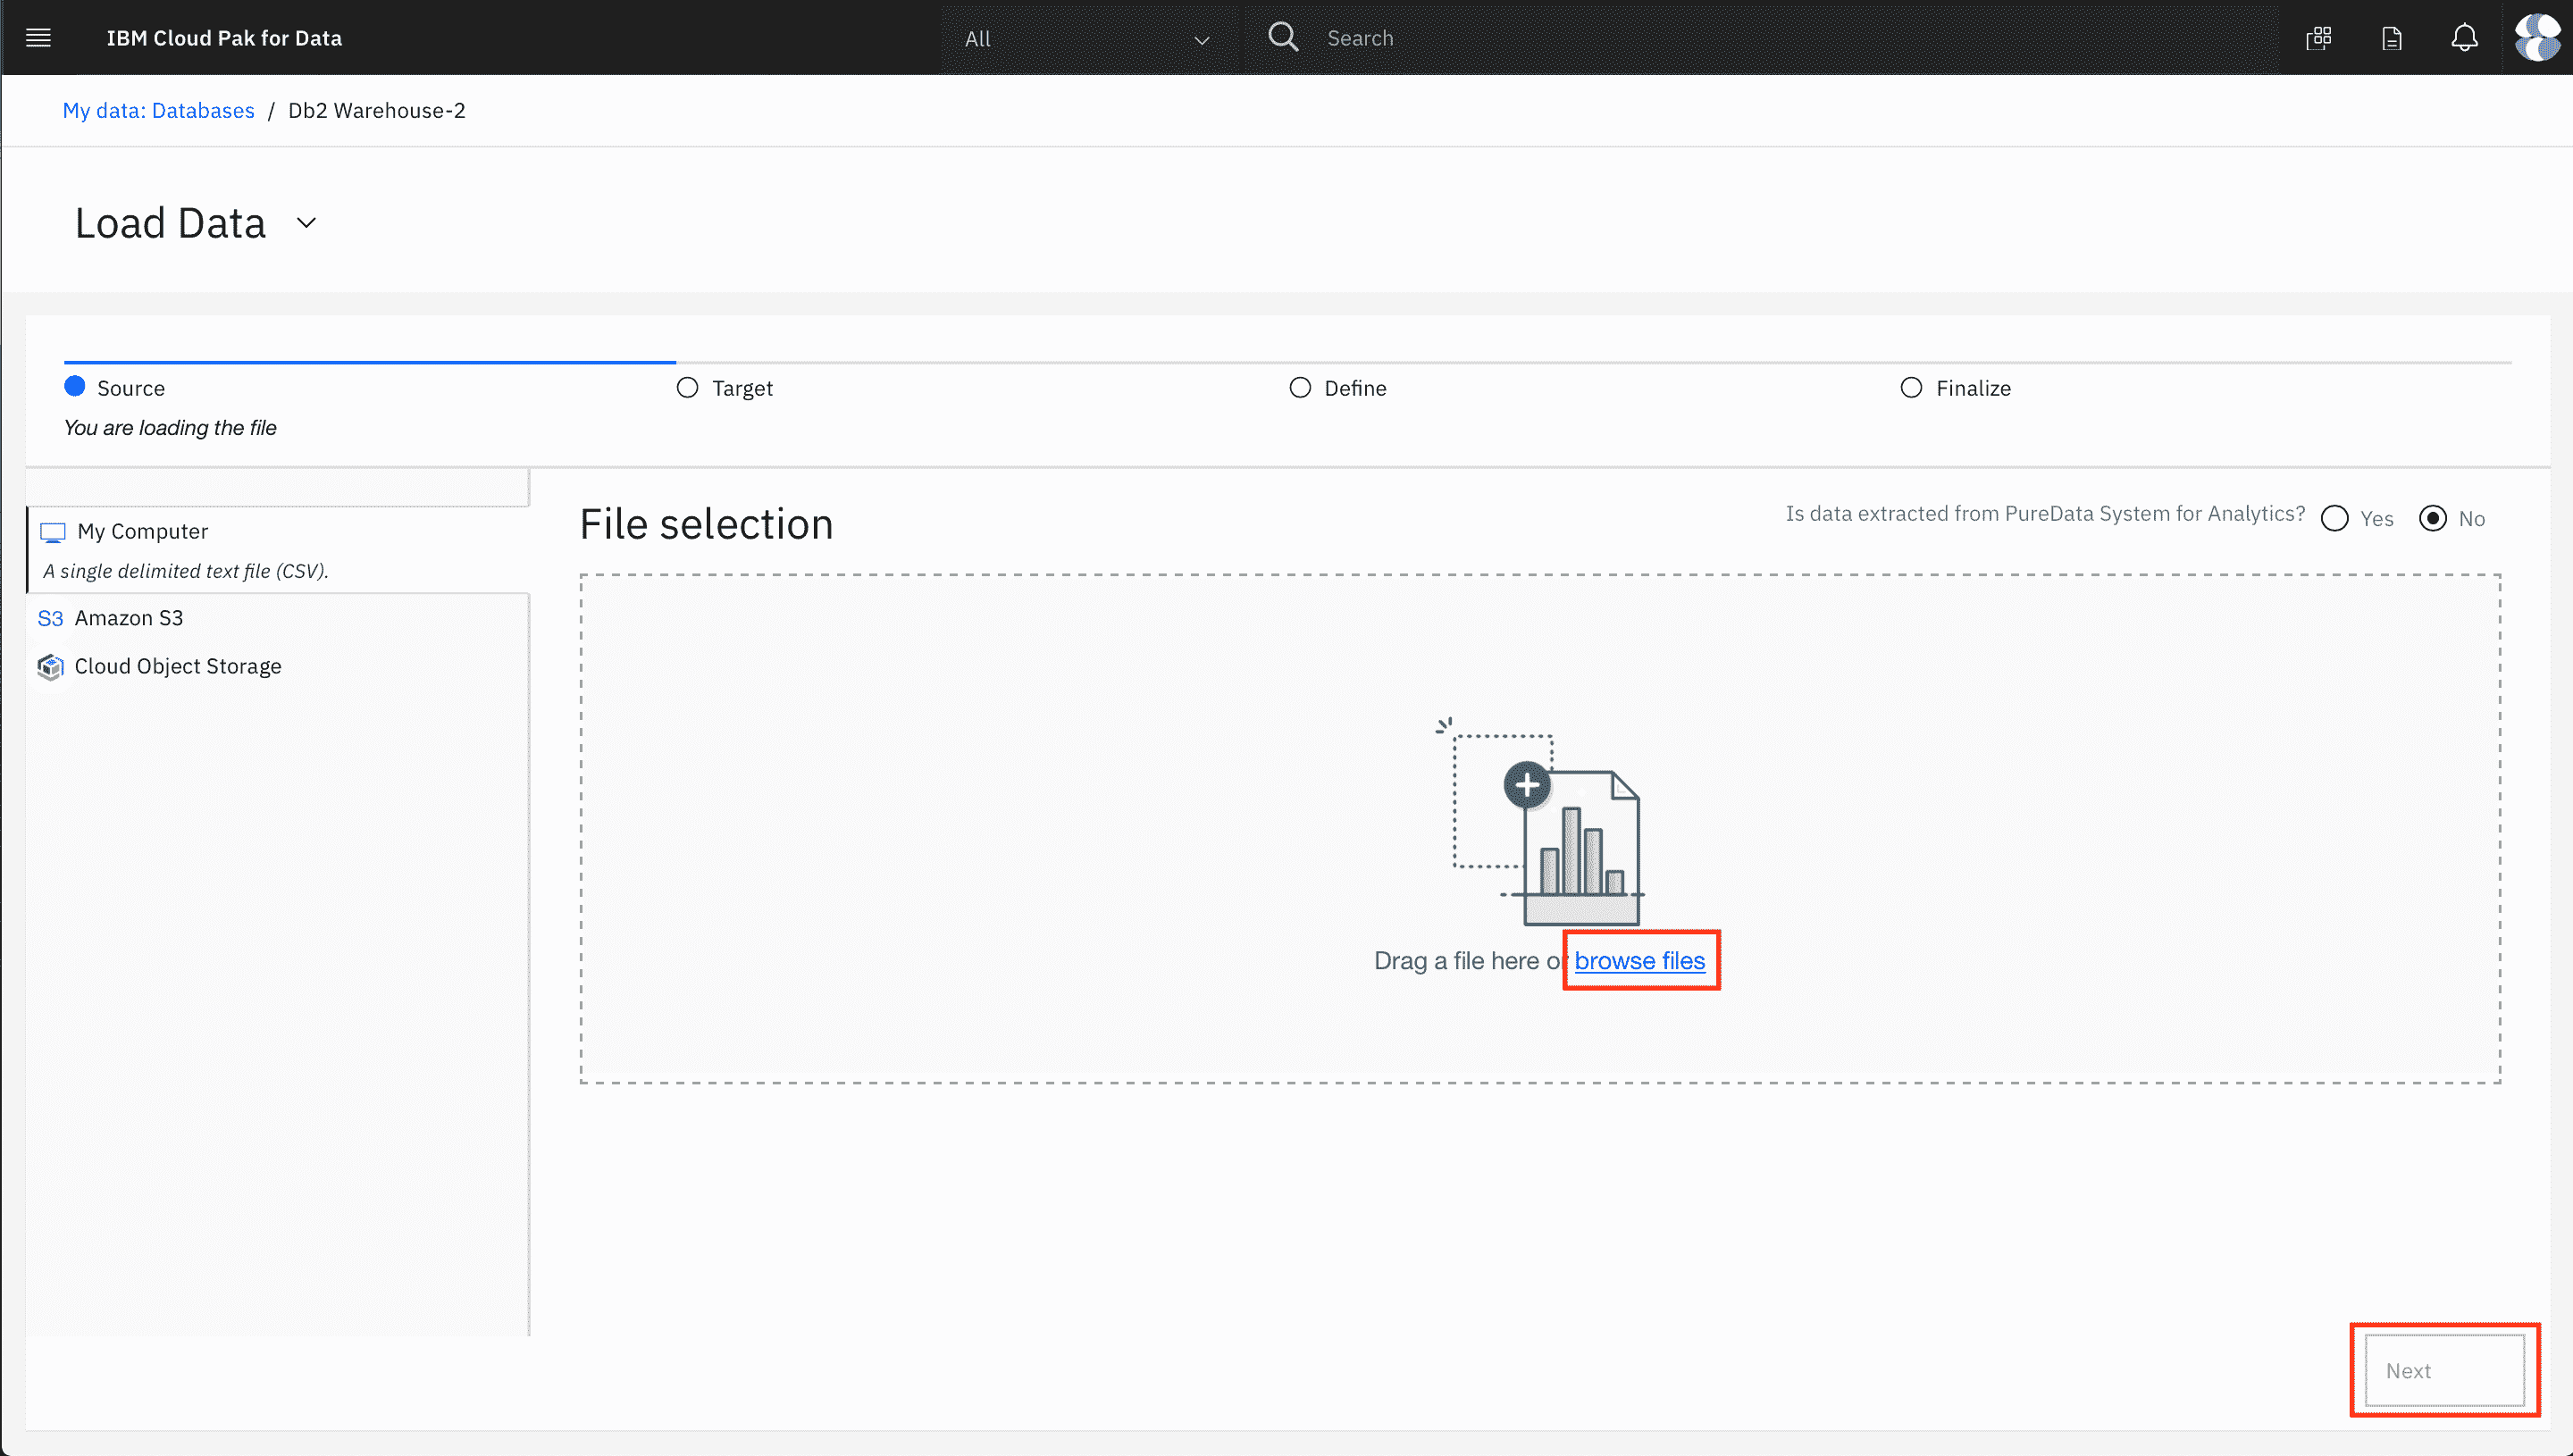 IBM Cloud Pak for Data
All
Search
My data: Databases / Db2 Warehouse-2
Load Data
Source
Target
Define
Finalize
You are loading the file
My Computer
A single delimited text file (CSV).
S3 Amazon S3
Cloud Object Storage
File selection
Is data extracted from PureData System for Analytics? Yes No
Drag a file here or browse files
Next